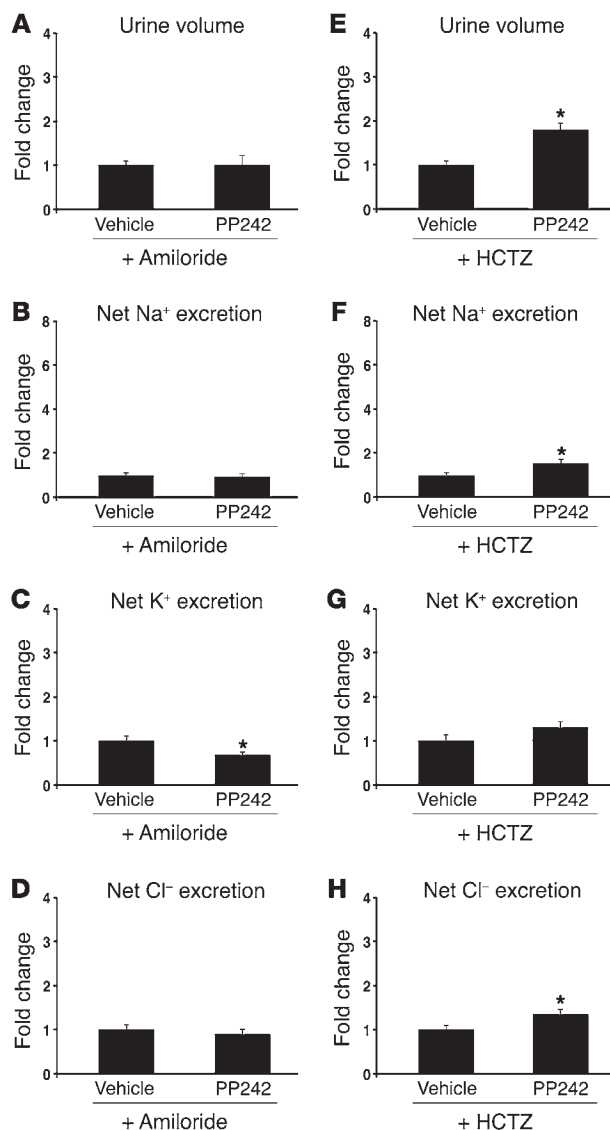 A Urine volume
Fold change
4
3
2
1
0
Vehicle PP242
+ Amiloride
B Net Na⁺ excretion
Fold change
8
6
4
2
0
Vehicle PP242
+ Amiloride
C Net K⁺ excretion
Fold change
4
3
2
1
0
*
Vehicle PP242
+ Amiloride
D Net Cl⁻ excretion
Fold change
4
3
2
1
0
Vehicle PP242
+ Amiloride
E Urine volume
Fold change
4
3
2
1
0
*
Vehicle PP242
+ HCTZ
F Net Na⁺ excretion
Fold change
8
6
4
2
0
*
Vehicle PP242
+ HCTZ
G Net K⁺ excretion
Fold change
4
3
2
1
0
Vehicle PP242
+ HCTZ
H Net Cl⁻ excretion
Fold change
4
3
2
1
0
*
Vehicle PP242
+ HCTZ